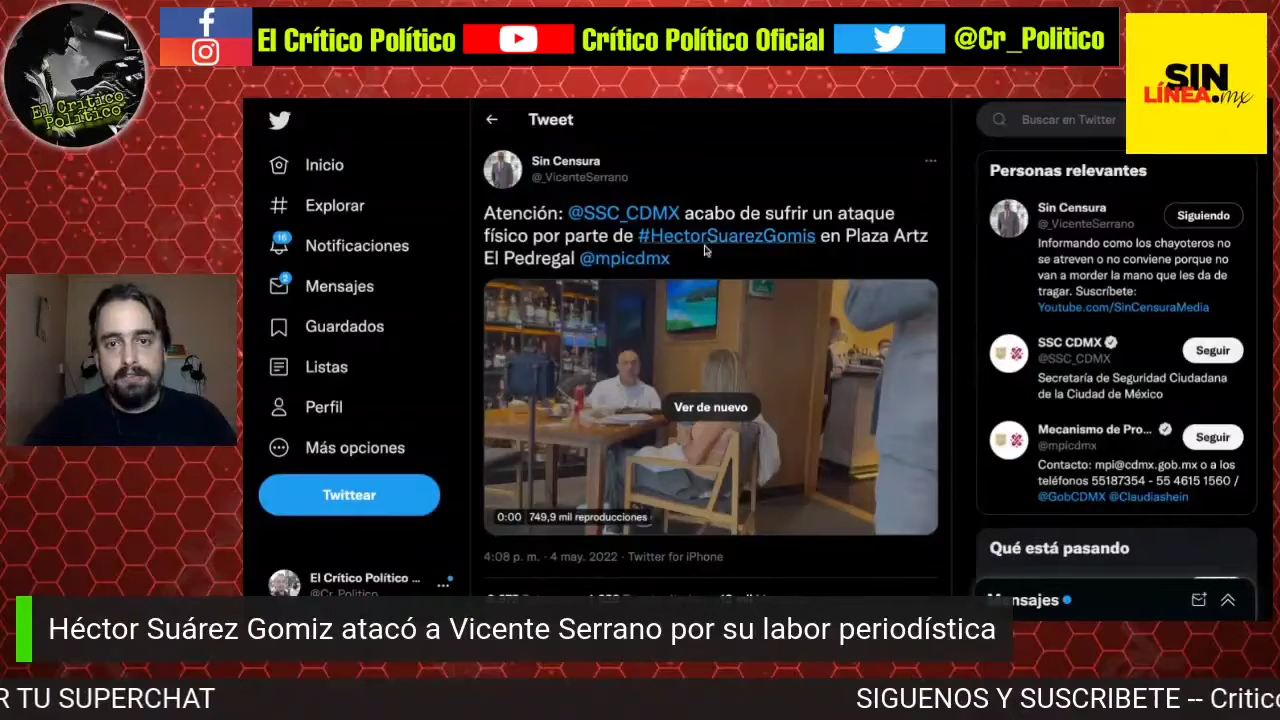 El Crítico Político
El Crítico Político
Crítico Político Oficial
@Cr_Politico
SIN
LÍNEA.mx
Inicio
Explorar
16
Notificaciones
2
Mensajes
Guardados
Listas
Perfil
Más opciones
Twittear
El Crítico Político ...
@Cr_Politico
Tweet
Sin Censura
@_VicenteSerrano
Atención: @SSC_CDMX acabo de sufrir un ataque
físico por parte de #HectorSuarezGomis en Plaza Artz
El Pedregal @mpicdmx
Ver de nuevo
0:00 749,9 mil reproducciones
4:08 p. m. · 4 may. 2022 · Twitter for iPhone
Buscar en Twitter
Personas relevantes
Sin Censura
@_VicenteSerrano
Siguiendo
Informando como los chayoteros no
se atreven o no conviene porque no
van a morder la mano que les da de
tragar. Suscríbete:
Youtube.com/SinCensuraMedia
SSC CDMX
@SSC_CDMX
Seguir
Secretaría de Seguridad Ciudadana
de la Ciudad de México
Mecanismo de Pro...
@mpicdmx
Seguir
Contacto: mpi@cdmx.gob.mx o a los
teléfonos 55187354 - 55 4615 1560 /
@GobCDMX @Claudiashein
Qué está pasando
Mensajes
Héctor Suárez Gomiz atacó a Vicente Serrano por su labor periodística
R TU SUPERCHAT
SIGUENOS Y SUSCRIBETE -- Critic